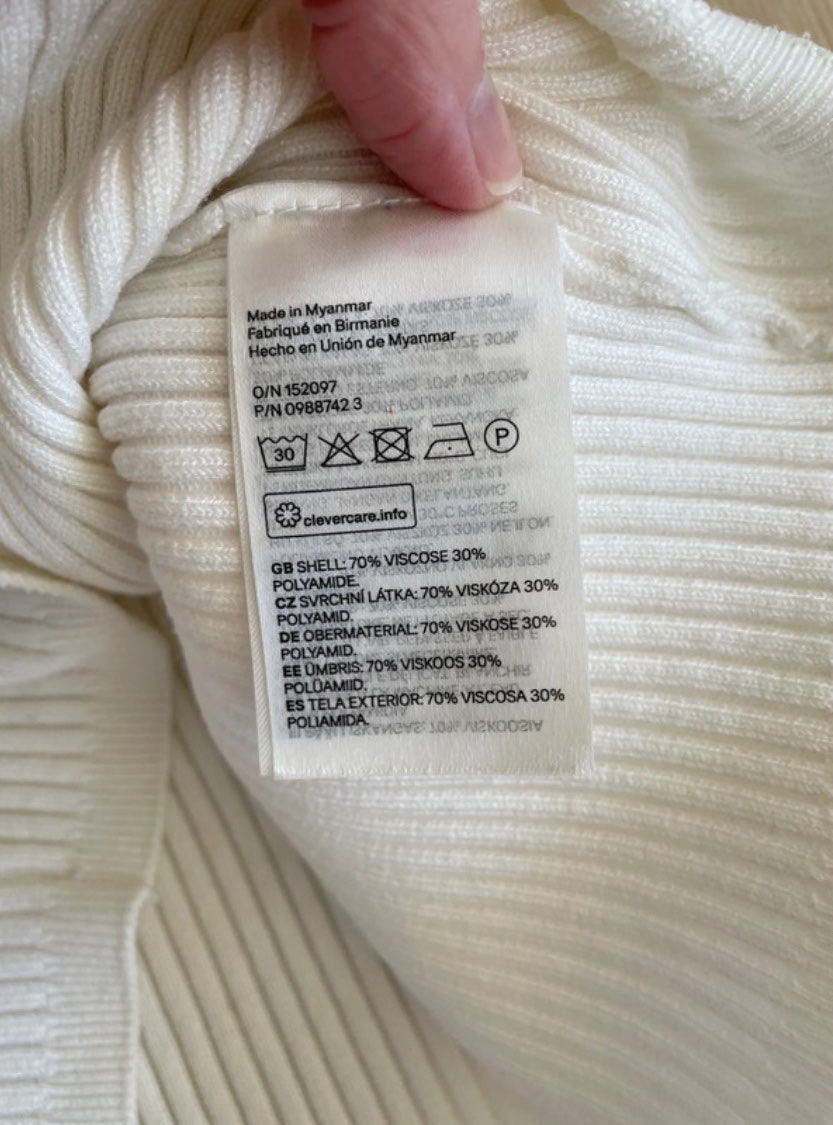 Made in Myanmar
Fabriqué en Birmanie
Hecho en Unión de Myanmar
O/N 152097
P/N 0988742 3
30 P
clevercare.info
GB SHELL: 70% VISCOSE 30%
POLYAMIDE.
CZ SVRCHNÍ LÁTKA: 70% VISKÓZA 30%
POLYAMID.
DE OBERMATERIAL: 70% VISKOSE 30%
POLYAMID.
EE ÜMBRIS: 70% VISKOOS 30%
POLÜAMIID.
ES TELA EXTERIOR: 70% VISCOSA 30%
POLIAMIDA.